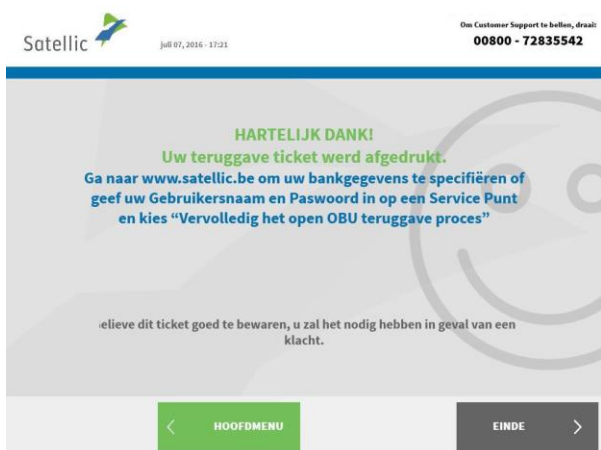 Satellic
juli 07, 2016 - 17:21
Om Customer Support te bellen, draai:
00800 - 72835542
HARTELIJK DANK!
Uw teruggave ticket werd afgedrukt.
Ga naar www.satellic.be om uw bankgegevens te specifiëren of
geef uw Gebruikersnaam en Paswoord in op een Service Punt
en kies “Vervolledig het open OBU teruggave proces”
elieve dit ticket goed te bewaren, u zal het nodig hebben in geval van een
klacht.
HOOFDMENU
EINDE